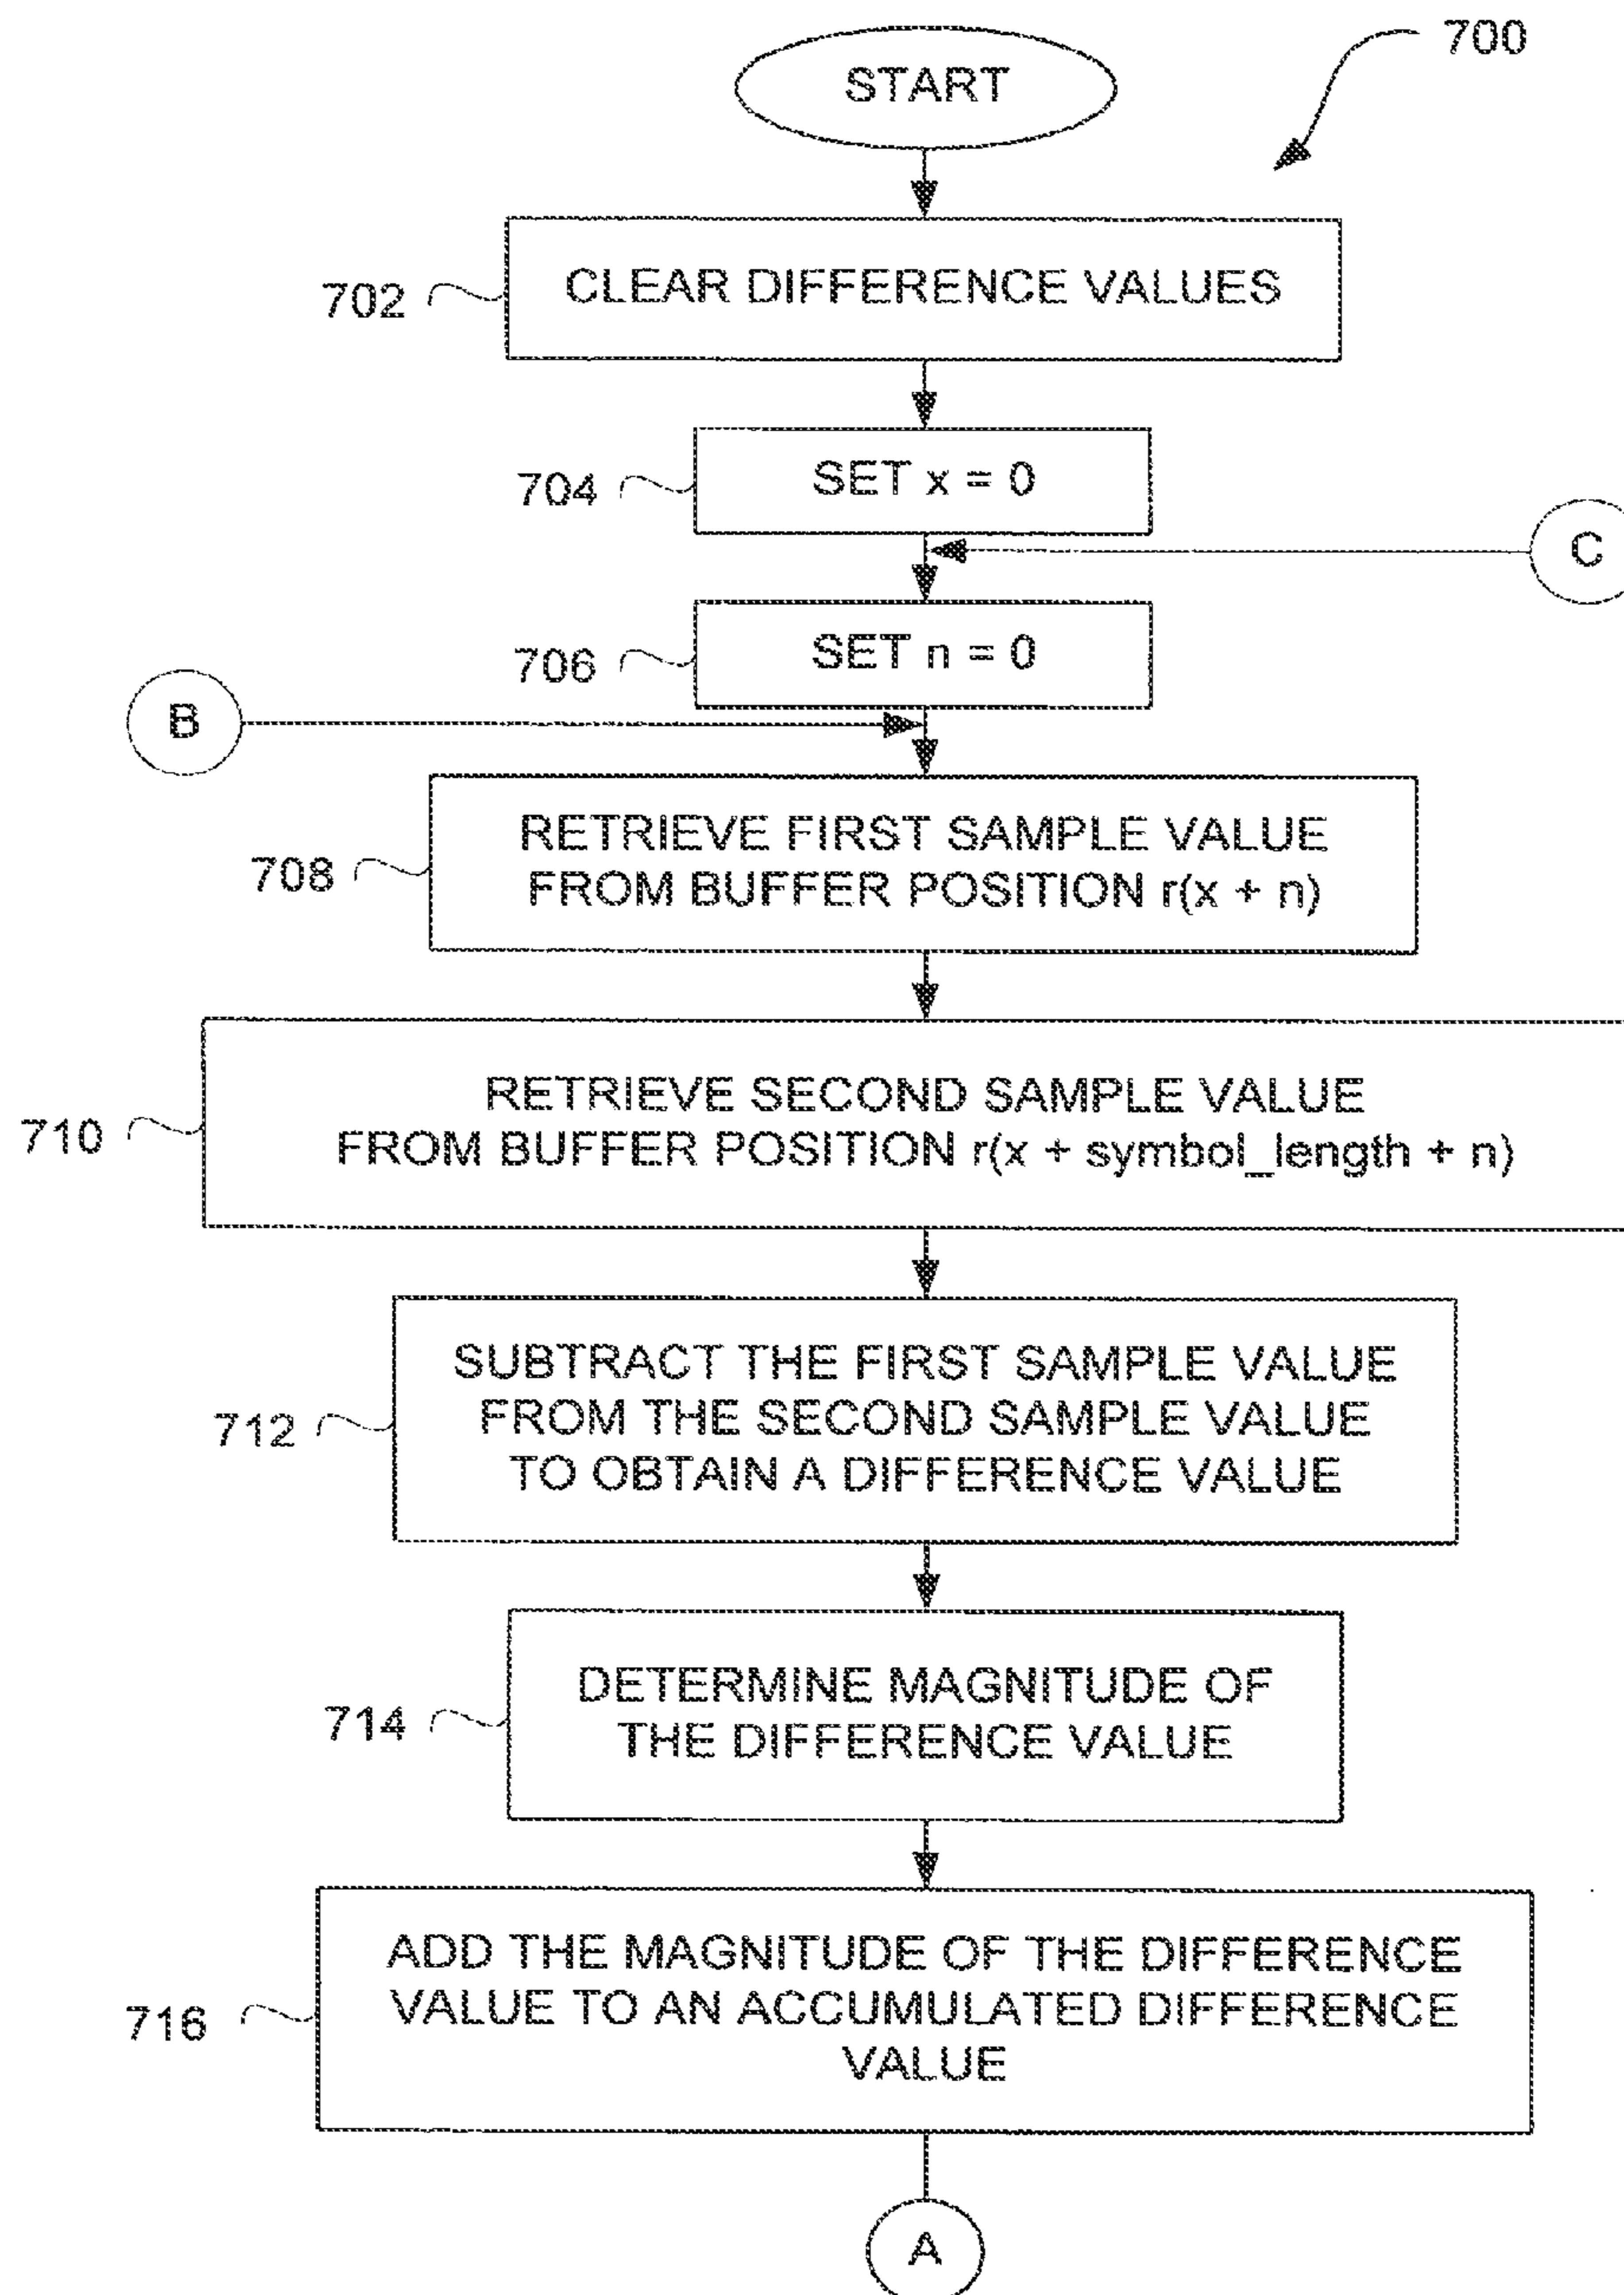 START
700
702
CLEAR DIFFERENCE VALUES
704
SET x = 0
C
706
SET n = 0
B
708
RETRIEVE FIRST SAMPLE VALUE
FROM BUFFER POSITION r(x + n)
710
RETRIEVE SECOND SAMPLE VALUE
FROM BUFFER POSITION r(x + symbol_length + n)
712
SUBTRACT THE FIRST SAMPLE VALUE
FROM THE SECOND SAMPLE VALUE
TO OBTAIN A DIFFERENCE VALUE
714
DETERMINE MAGNITUDE OF
THE DIFFERENCE VALUE
716
ADD THE MAGNITUDE OF THE DIFFERENCE
VALUE TO AN ACCUMULATED DIFFERENCE
VALUE
A